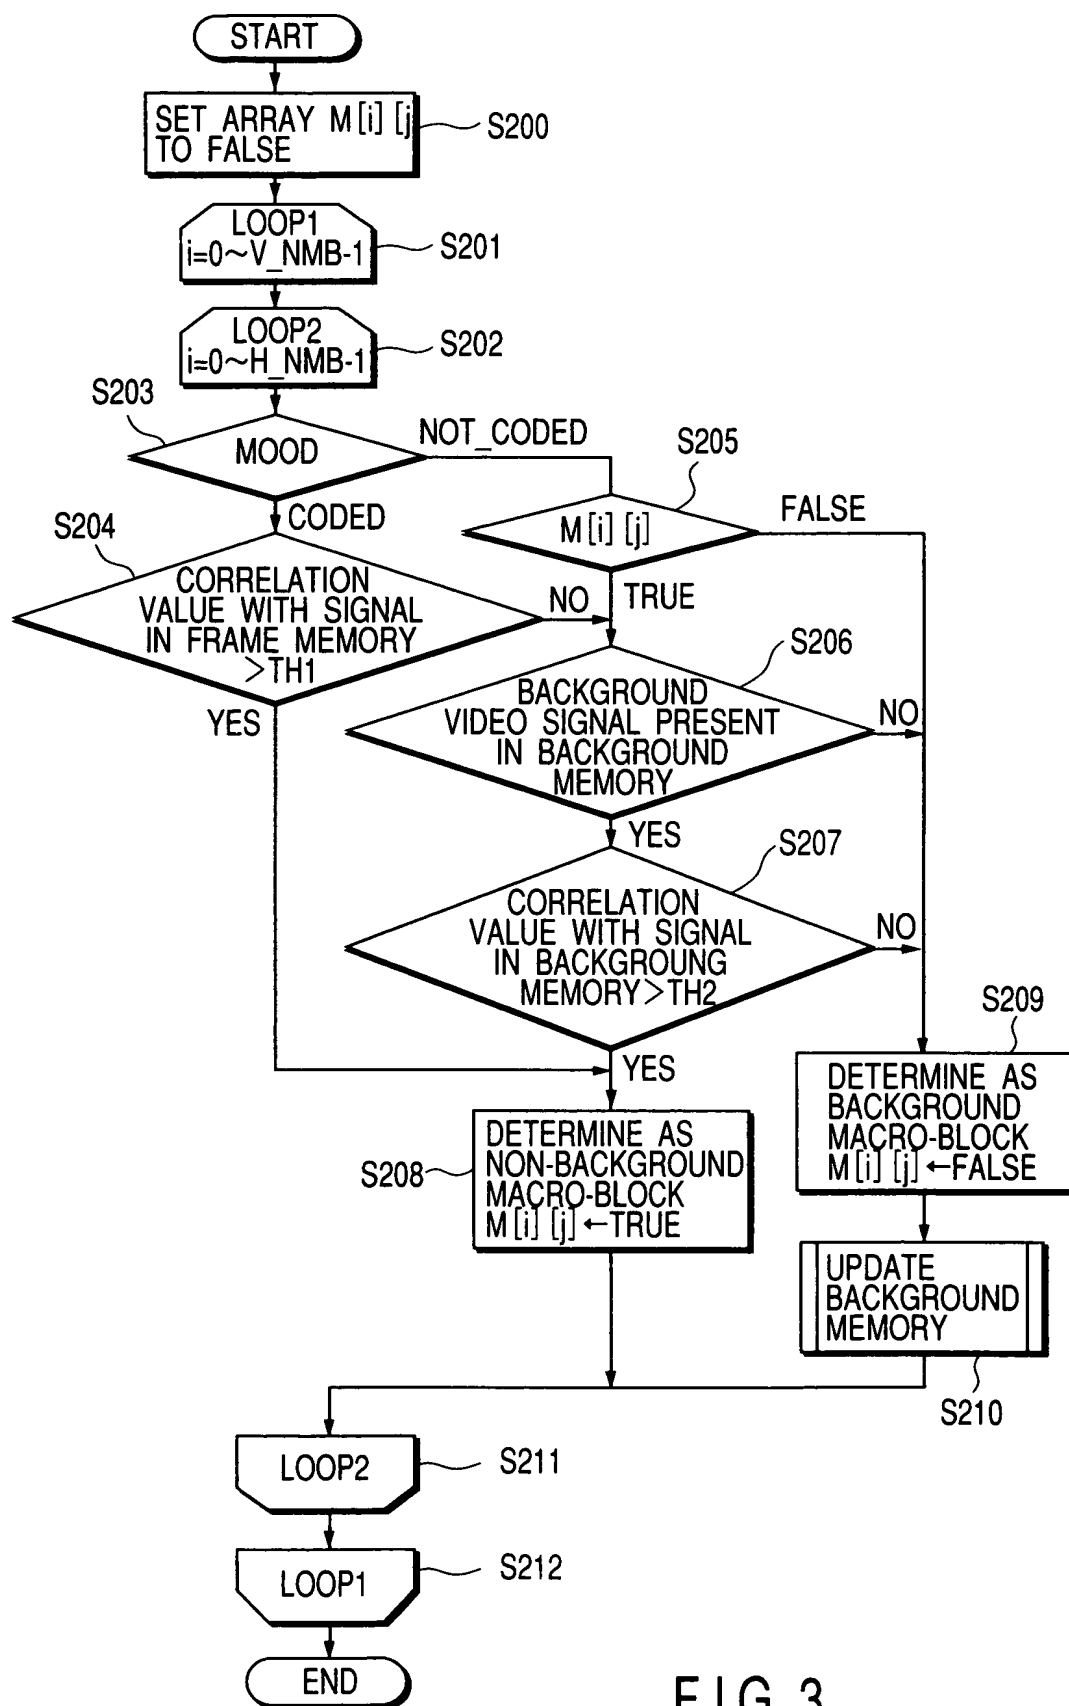 START
SET ARRAY M[i] [j
TO FALSE
S200
LOOP1
i=0~V_NMB-1
S201
LOOP2
i=0~H_NMB-1
S202
S203
MOOD
NOT_CODED
CODED
S205
M[i] [j]
FALSE
TRUE
S204
CORRELATION
VALUE WITH SIGNAL
IN FRAME MEMORY
>TH1
NO
YES
S206
BACKGROUND
VIDEO SIGNAL PRESENT
IN BACKGROUND
MEMORY
NO
YES
S207
CORRELATION
VALUE WITH SIGNAL
IN BACKGROUNG
MEMORY>TH2
NO
YES
S208
DETERMINE AS
NON-BACKGROUND
MACRO-BLOCK
M[i] [j]←TRUE
S209
DETERMINE AS
BACKGROUND
MACRO-BLOCK
M[i] [j]←FALSE
UPDATE
BACKGROUND
MEMORY
S210
LOOP2
S211
LOOP1
S212
END
FIG. 3